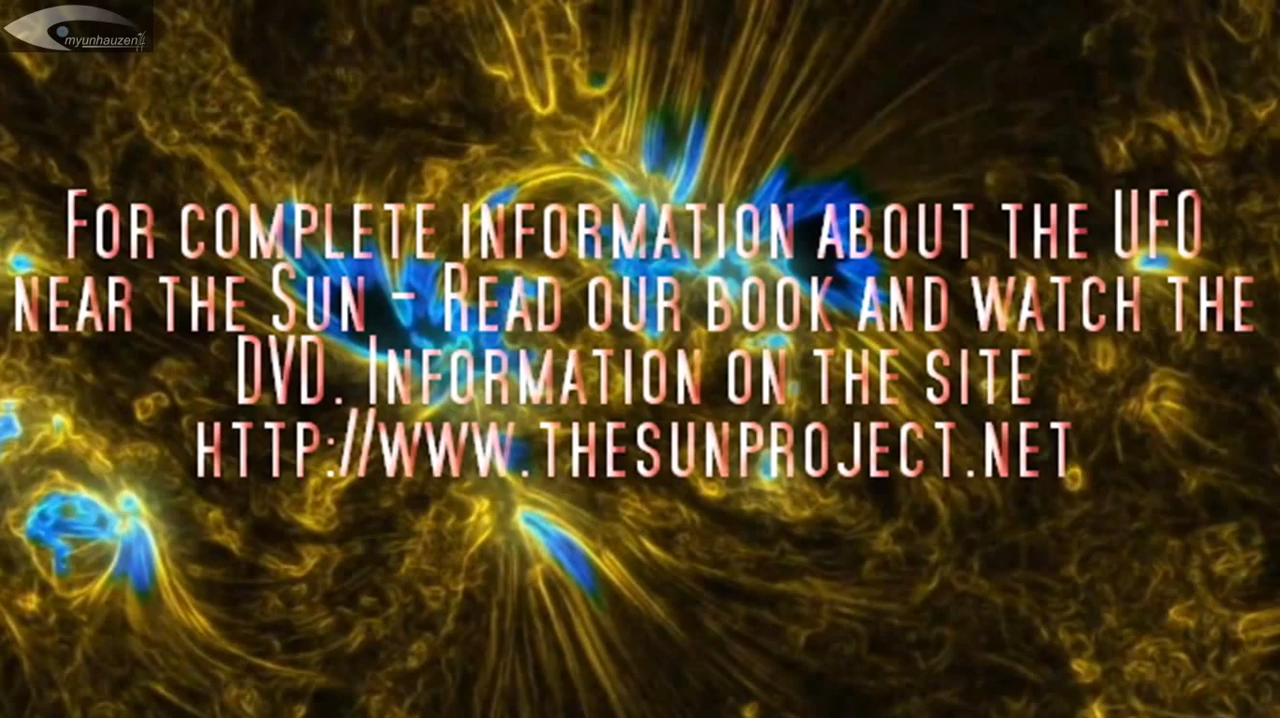 myunhauzen
For complete information about the UFO
near the Sun - Read our book and watch the
DVD. Information on the site
http://www.thesunproject.net